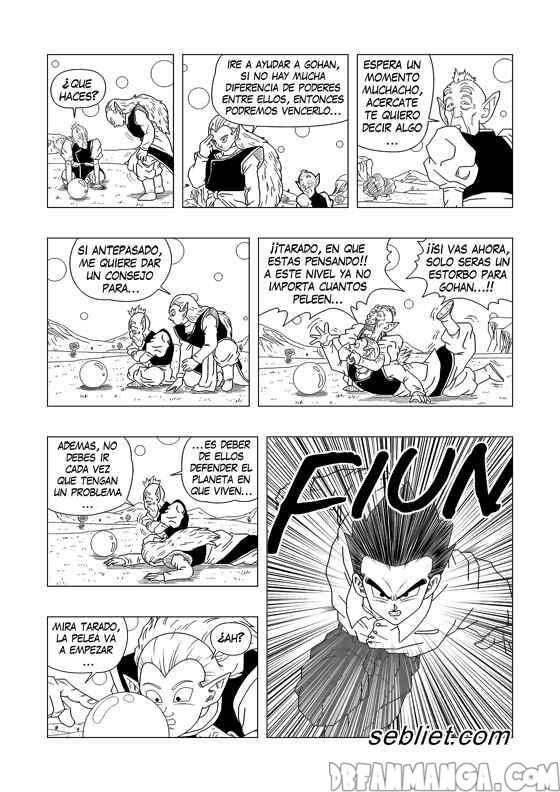 ¿QUE
HACES?
IRE A AYUDAR A GOHAN,
SI NO HAY MUCHA
DIFERENCIA DE PODERES
ENTRE ELLOS, ENTONCES
PODREMOS VENCERLO...
ESPERA UN
MOMENTO
MUCHACHO,
ACERCATE
TE QUIERO
DECIR ALGO
...
SI ANTEPASADO,
ME QUIERE DAR
UN CONSEJO
PARA...
¡¡TARADO, EN QUE
ESTAS PENSANDO!!
A ESTE NIVEL YA NO
IMPORTA CUANTOS
PELEEN...
¡¡SI VAS AHORA,
SOLO SERAS UN
ESTORBO PARA
GOHAN...!!
ADEMAS, NO
DEBES IR
CADA VEZ
QUE TENGAN
UN PROBLEMA
...
...ES DEBER
DE ELLOS
DEFENDER EL
PLANETA EN
QUE VIVEN...
FIUN
MIRA TARADO,
LA PELEA VA
A EMPEZAR
...
¿AH?
sebliet.com
DBFANMANGA.COM